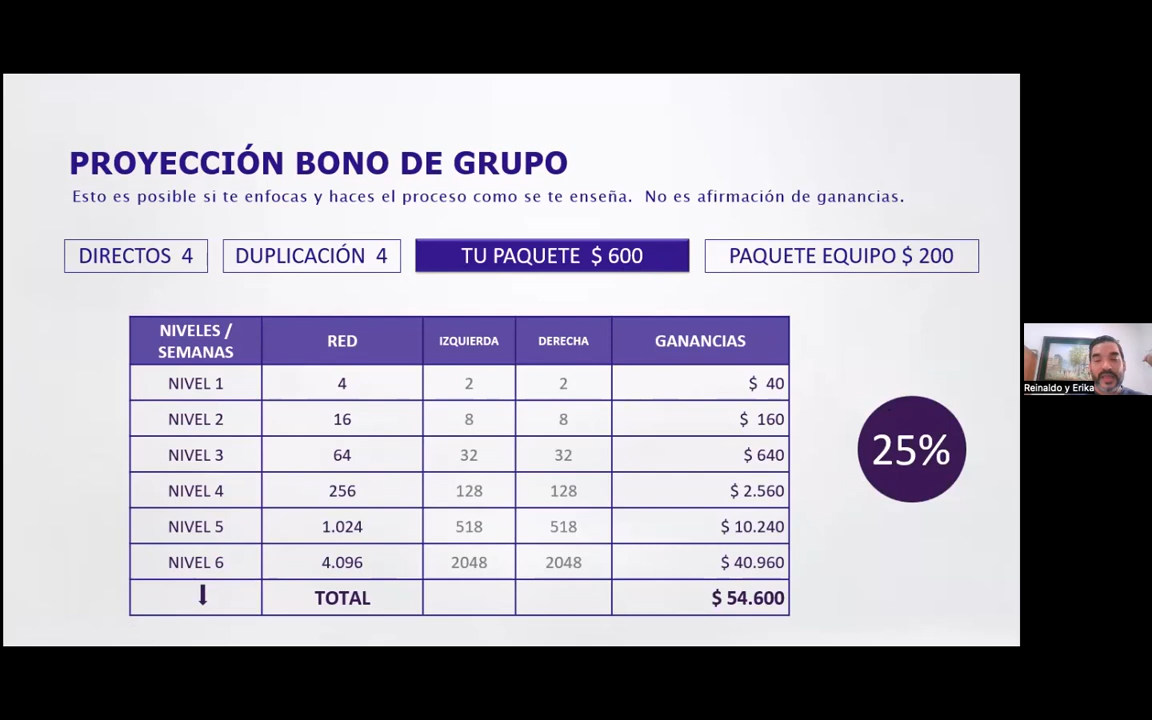 PROYECCIÓN BONO DE GRUPO
Esto es posible si te enfocas y haces el proceso como se te enseña. No es afirmación de ganancias.
DIRECTOS 4 DUPLICACIÓN 4 TU PAQUETE $ 600 PAQUETE EQUIPO $ 200
NIVELES / SEMANAS RED IZQUIERDA DERECHA GANANCIAS
NIVEL 1 4 2 2 $ 40
NIVEL 2 16 8 8 $ 160
NIVEL 3 64 32 32 $ 640
NIVEL 4 256 128 128 $ 2.560
NIVEL 5 1.024 518 518 $ 10.240
NIVEL 6 4.096 2048 2048 $ 40.960
TOTAL $ 54.600
25%
Reinaldo y Erika